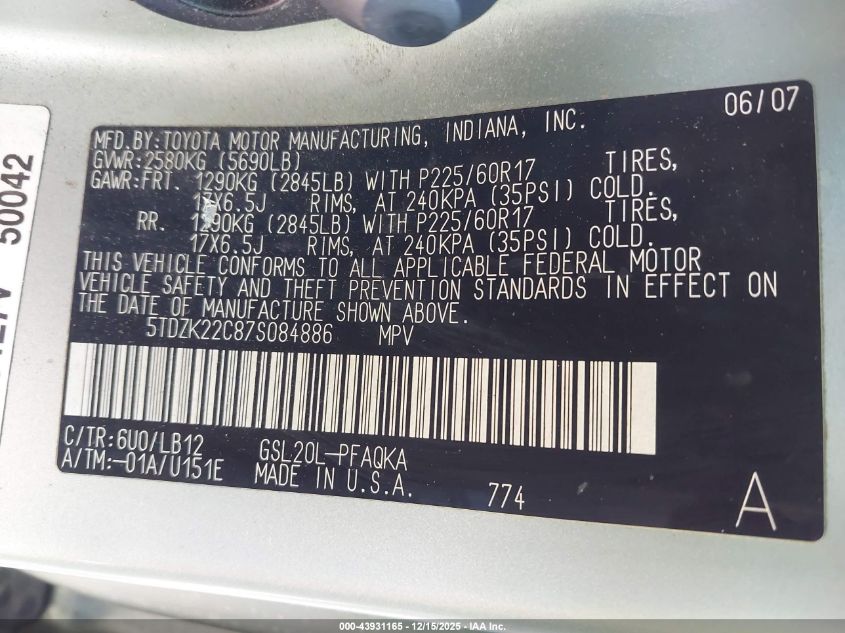 06/07
MFD.BY:TOYOTA MOTOR MANUFACTURING, INDIANA, INC.
GVWR:2580KG (5690LB)
GAWR:FRT. 1290KG (2845LB) WITH P225/60R17 TIRES,
17X6.5J RIMS, AT 240KPA (35PSI) COLD.
RR. 1290KG (2845LB) WITH P225/60R17 TIRES,
17X6.5J RIMS, AT 240KPA (35PSI) COLD.
THIS VEHICLE CONFORMS TO ALL APPLICABLE FEDERAL MOTOR
VEHICLE SAFETY AND THEFT PREVENTION STANDARDS IN EFFECT ON
THE DATE OF MANUFACTURE SHOWN ABOVE.
5TDZK22C87S084886 MPV
C/TR:6U0/LB12 GSL20L-PFAQKA
A/TM:-01A/U151E MADE IN U.S.A. 774 A
50042
000-43931165 - 12/15/2025 - IAA Inc.